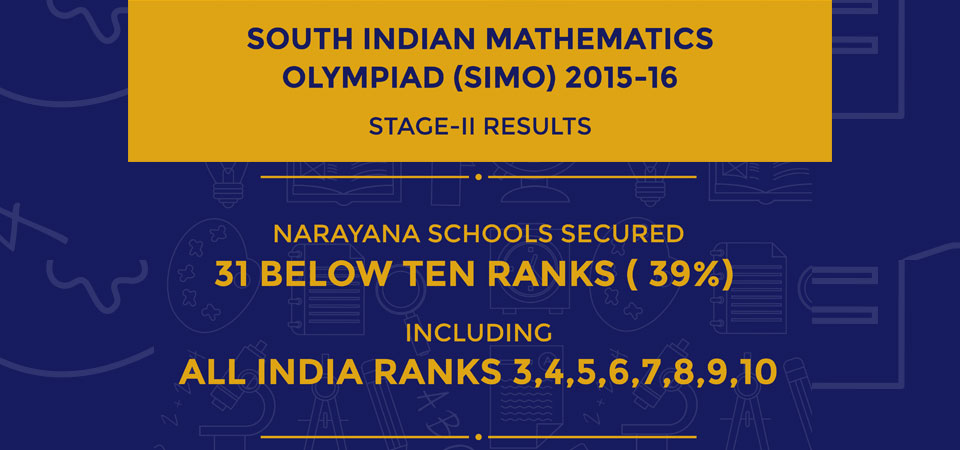 SOUTH INDIAN MATHEMATICS
OLYMPIAD (SIMO) 2015-16
STAGE-II RESULTS
NARAYANA SCHOOLS SECURED
31 BELOW TEN RANKS ( 39%)
INCLUDING
ALL INDIA RANKS 3,4,5,6,7,8,9,10